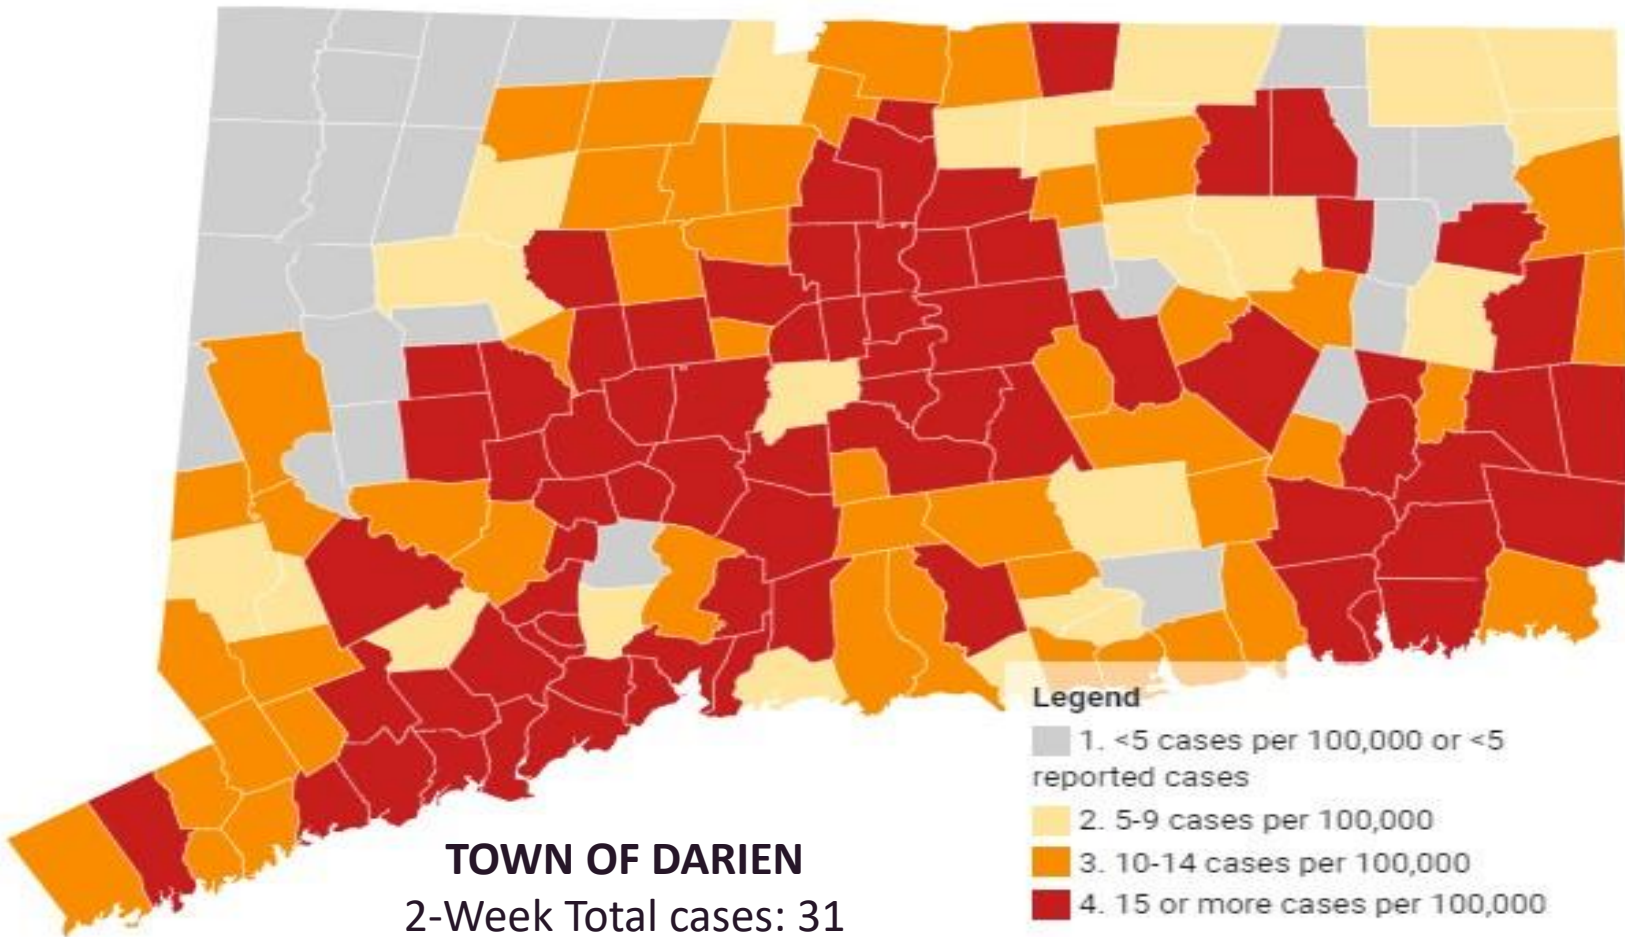 Legend
1. <5 cases per 100,000 or <5
reported cases
2. 5-9 cases per 100,000
3. 10-14 cases per 100,000
4. 15 or more cases per 100,000
TOWN OF DARIEN
2-Week Total cases: 31